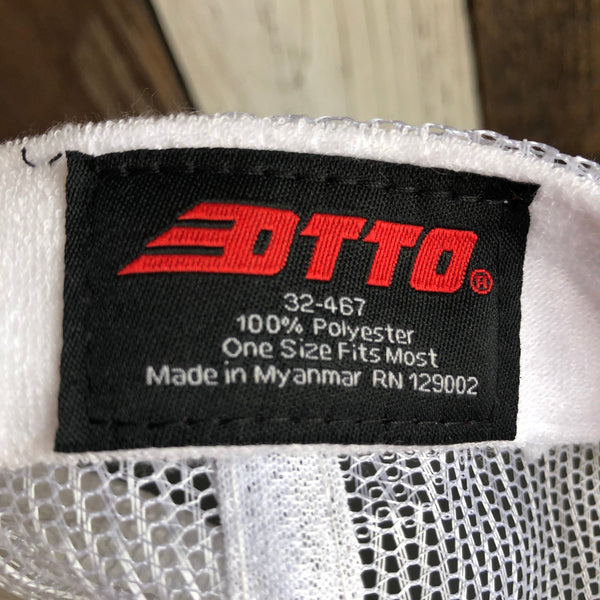 OTTO®
32-467
100% Polyester
One Size Fits Most
Made in Myanmar RN 129002